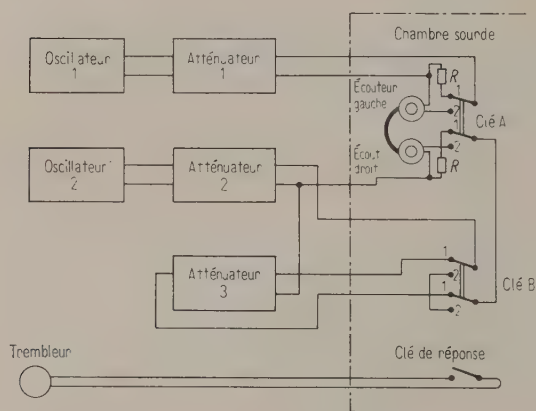 Chambre sourde
Oscillateur
1
Atténuateur
1
R
Écouteur
gauche
1
2
Clé A
1
2
Écout
droit
R
Oscillateur
2
Atténuateur
2
Atténuateur
3
1
2
1
2
Clé B
Trembleur
Clé de réponse